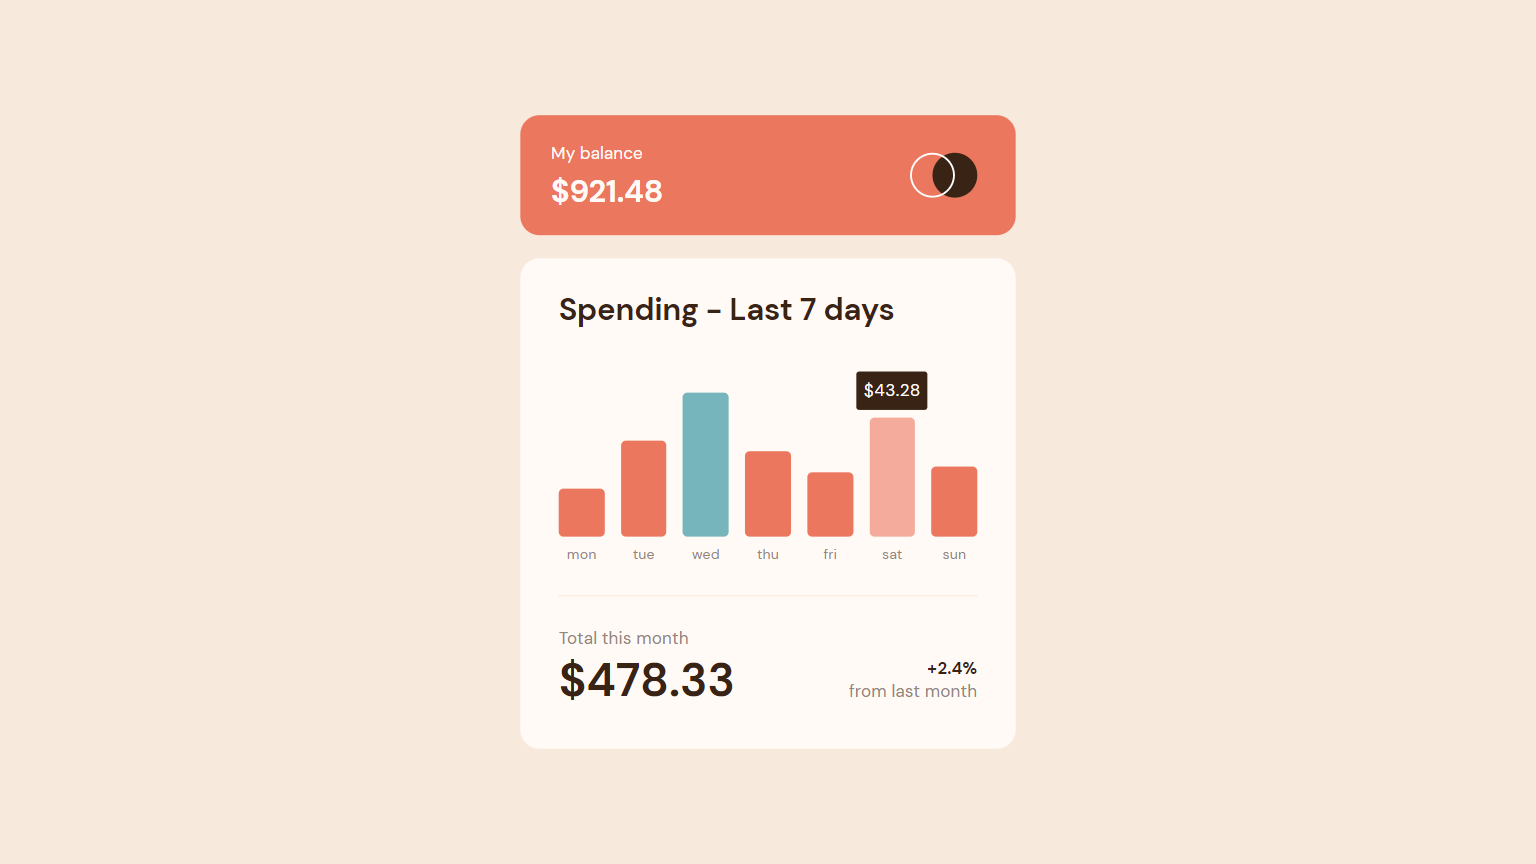 My balance
$921.48
Spending - Last 7 days
$43.28
mon tue wed thu fri sat sun
Total this month
$478.33
+2.4%
from last month